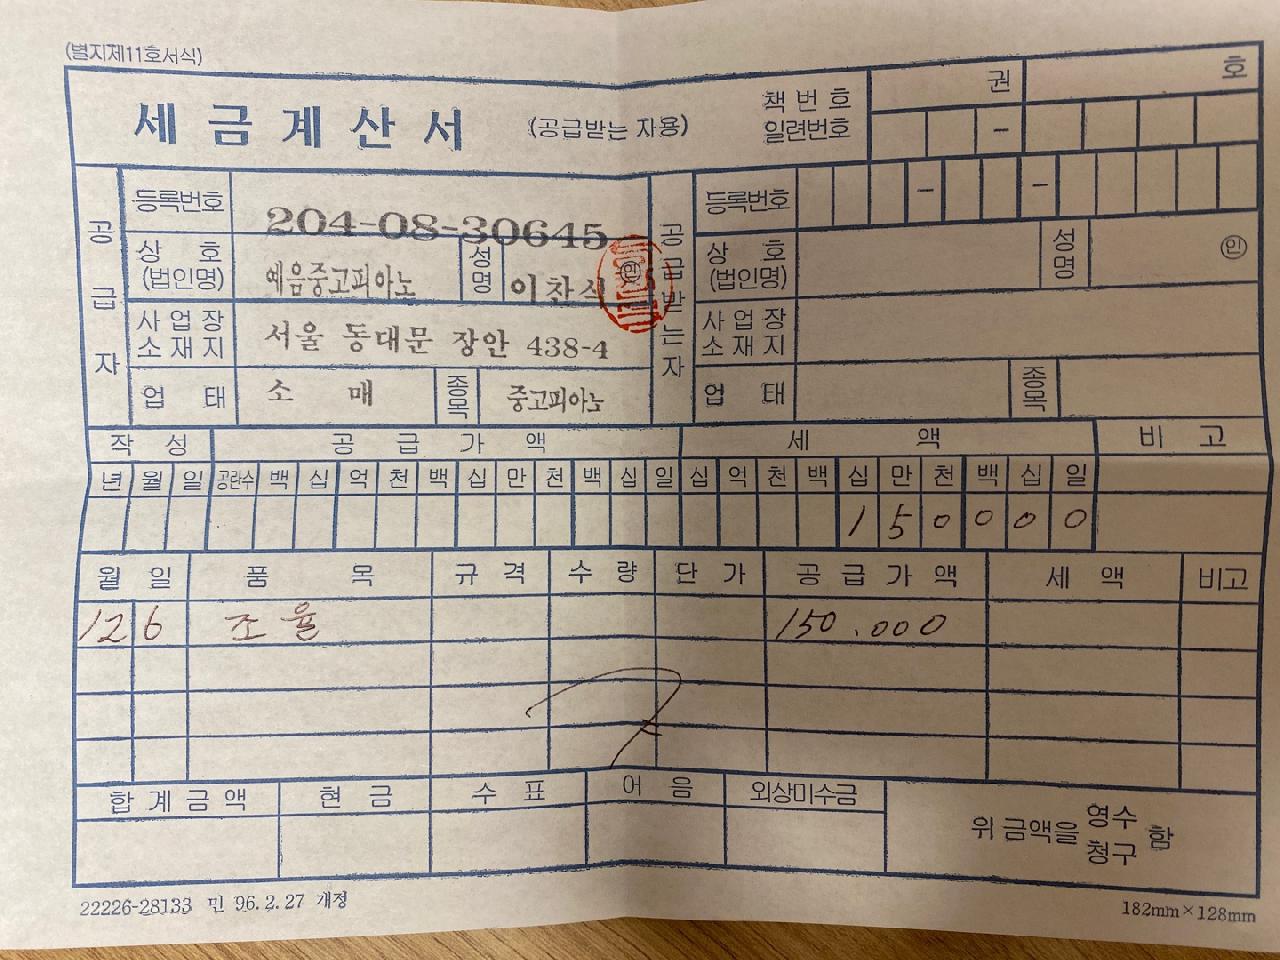 (별지제11호서식)
세금계산서 (공급받는 자용)
책번호 권 호
일련번호 -
공급자
등록번호 204-08-30645
상호 (법인명) 예음중고피아노 성명 이찬식 ㊞
사업장 소재지 서울 동대문 장안 438-4
업태 소매 종목 중고피아노
공급받는자
등록번호 - -
상호 (법인명) 성명 ㊞
사업장 소재지
업태 종목
작성 공급가액 세액 비고
년 월 일 공란수 백 십 억 천 백 십 만 천 백 십 일 십 억 천 백 십 만 천 백 십 일
1 5 0 0 0 0
월 일 품목 규격 수량 단가 공급가액 세액 비고
12 6 조율 150.000
합계금액 현금 수표 어음 외상미수금
위 금액을 영수 청구 함
22226-28133 민 96.2.27 개정
182mm×128mm